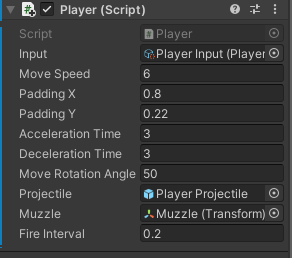 Player (Script)
Script Player
Input Player Input (Player
Move Speed 6
Padding X 0.8
Padding Y 0.22
Acceleration Time 3
Deceleration Time 3
Move Rotation Angle 50
Projectile Player Projectile
Muzzle Muzzle (Transform)
Fire Interval 0.2